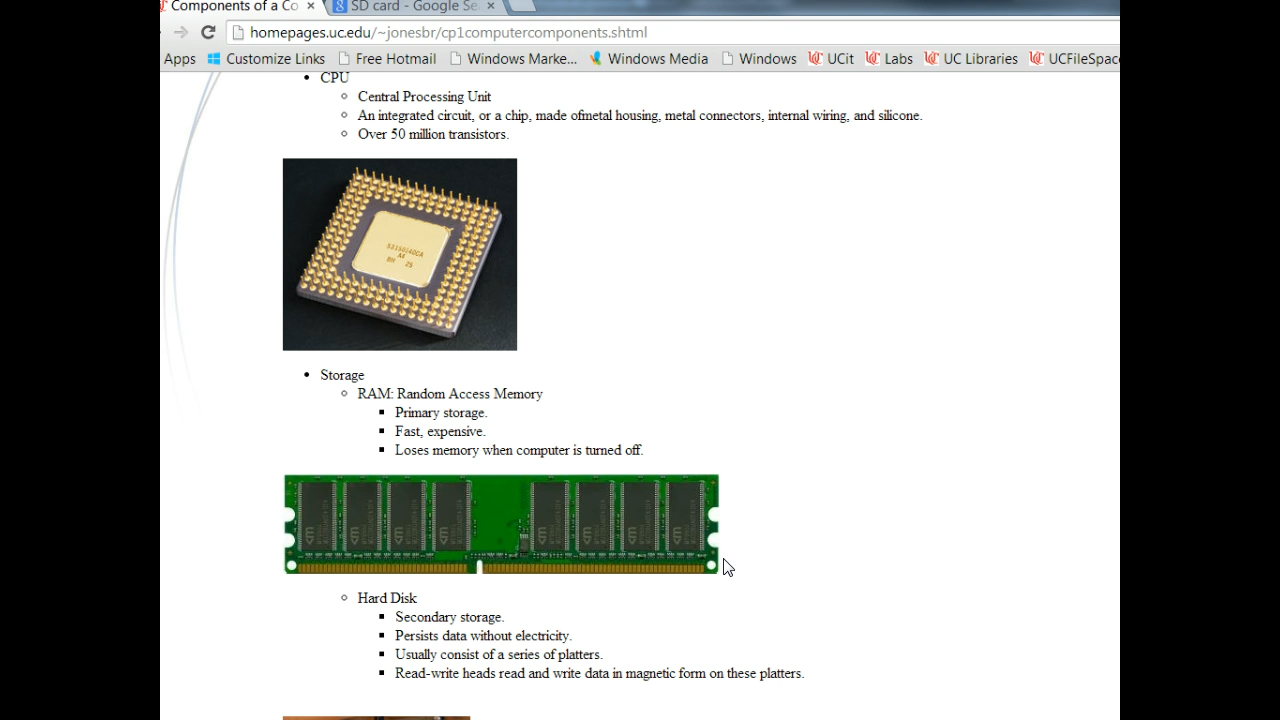 Components of a Co × SD card - Google Se ×
homepages.uc.edu/~jonesbr/cp1computercomponents.shtml
Apps Customize Links Free Hotmail Windows Marke... Windows Media Windows UCit Labs UC Libraries UCFileSpac
• CPU
Central Processing Unit
An integrated circuit, or a chip, made ofmetal housing, metal connectors, internal wiring, and silicone.
Over 50 million transistors.
A4
25
• Storage
RAM: Random Access Memory
Primary storage.
Fast, expensive.
Loses memory when computer is turned off.
Hard Disk
Secondary storage.
Persists data without electricity.
Usually consist of a series of platters.
Read-write heads read and write data in magnetic form on these platters.